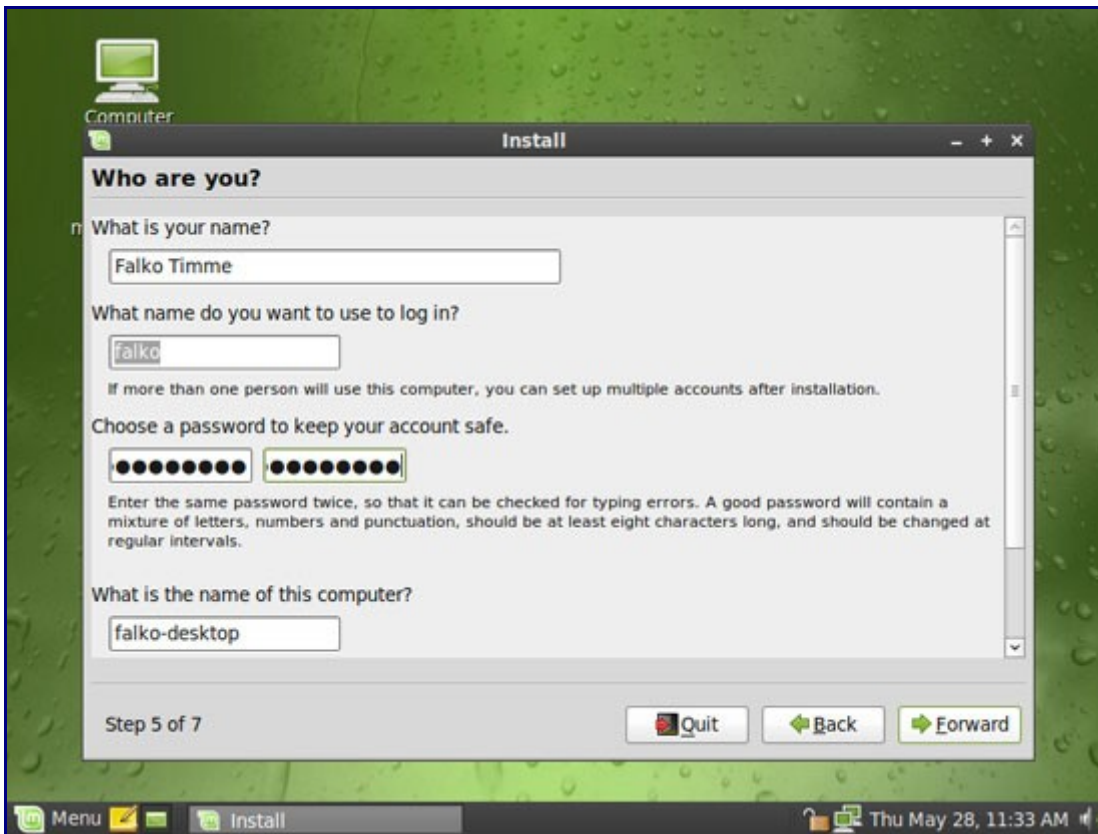 Computer
Install
Who are you?
What is your name?
Falko Timme
What name do you want to use to log in?
falko
If more than one person will use this computer, you can set up multiple accounts after installation.
Choose a password to keep your account safe.
Enter the same password twice, so that it can be checked for typing errors. A good password will contain a
mixture of letters, numbers and punctuation, should be at least eight characters long, and should be changed at
regular intervals.
What is the name of this computer?
falko-desktop
Step 5 of 7
Quit
Back
Forward
Menu
Install
Thu May 28, 11:33 AM